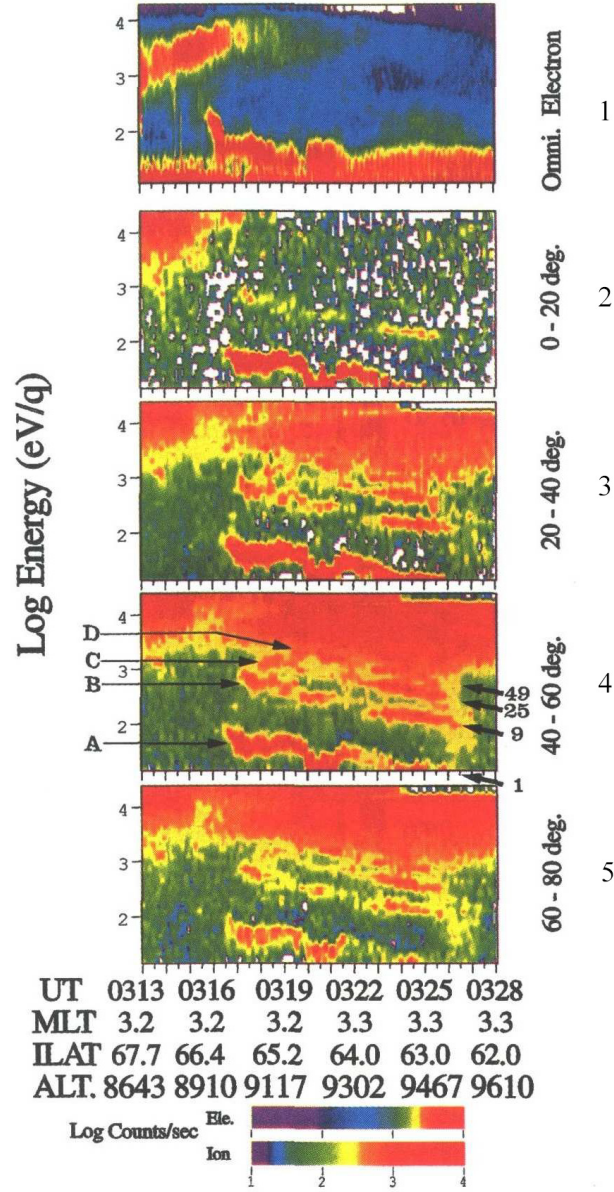 4
3
2
Omni. Electron
1
4
3
2
0 - 20 deg.
2
Log Energy (eV/q)
4
3
2
20 - 40 deg.
3
4
3
2
D
C
B
A
49
25
9
1
40 - 60 deg.
4
4
3
2
60 - 80 deg.
5
UT 0313 0316 0319 0322 0325 0328
MLT 3.2 3.2 3.2 3.3 3.3 3.3
ILAT 67.7 66.4 65.2 64.0 63.0 62.0
ALT. 8643 8910 9117 9302 9467 9610
Log Counts/sec
Ele.
Ion
1 2 3 4